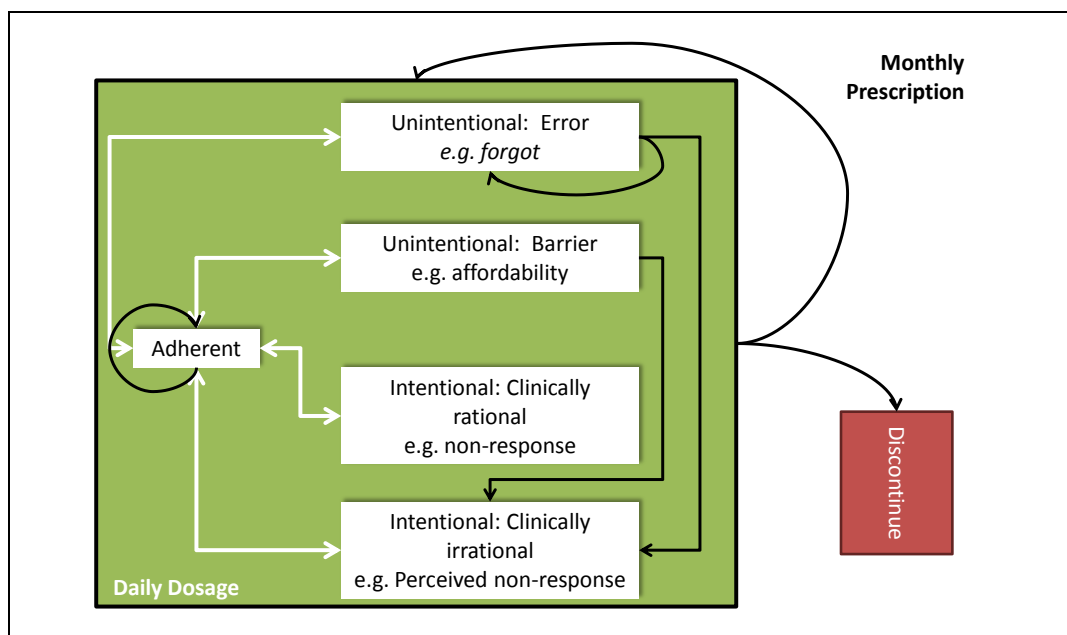 Monthly
Prescription
Unintentional:  Error
e.g. forgot
Unintentional:  Barrier
e.g. affordability
Adherent
Intentional: Clinically
rational
e.g. non-response
Intentional: Clinically
irrational
e.g. Perceived non-response
Daily Dosage
Discontinue